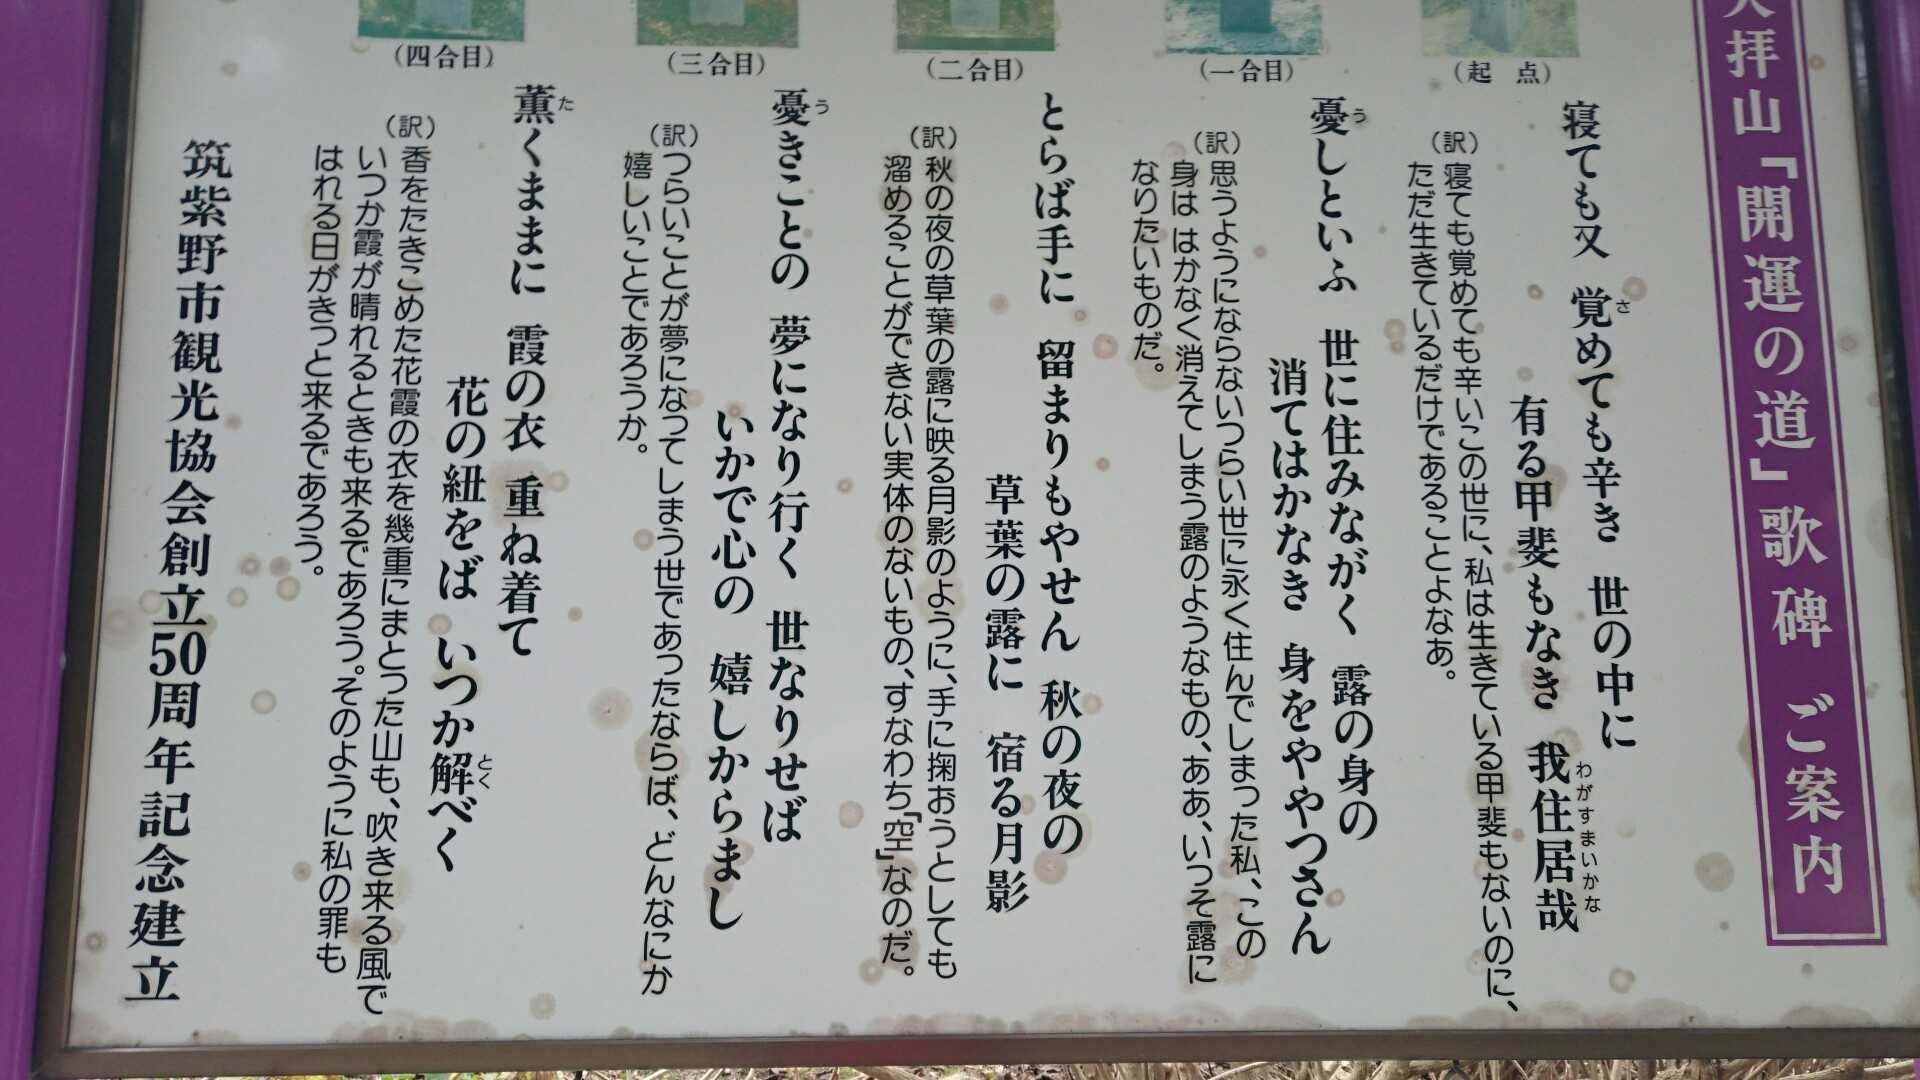 天拝山「開運の道」歌碑 ご案内
(起 点)
寝ても又 覚めても辛き 世の中に
さ
有る甲斐もなき 我住居哉
わがすまいかな
(訳)
寝ても覚めても辛いこの世に、私は生きている甲斐もないのに、
ただ生きているだけであることよなあ。
(一合目)
憂しといふ 世に住みながく 露の身の
う
消てはかなき 身をややつさん
(訳)
思うようにならないつらい世に永く住んでしまった私、この
身は はかなく消えてしまう露のようなもの、ああ、いっそ露に
なりたいものだ。
(二合目)
とらば手に 留まりもやせん 秋の夜の
草葉の露に 宿る月影
(訳)
秋の夜の草葉の露に映る月影のように、手に掬おうとしても
溜めることができない実体のないもの、すなわち「空」なのだ。
(三合目)
憂きことの 夢になり行く 世なりせば
う
いかで心の 嬉しからまし
(訳)
つらいことが夢になってしまう世であったならば、どんなにか
嬉しいことであろうか。
(四合目)
薫くままに 霞の衣 重ね着て
た
花の紐をば いつか解べく
とく
(訳)
香をたきこめた花霞の衣を幾重にまとった山も、吹き来る風で
いつか霞が晴れるときも来るであろう。そのように私の罪も
はれる日がきっと来るであろう。
筑紫野市観光協会創立50周年記念建立